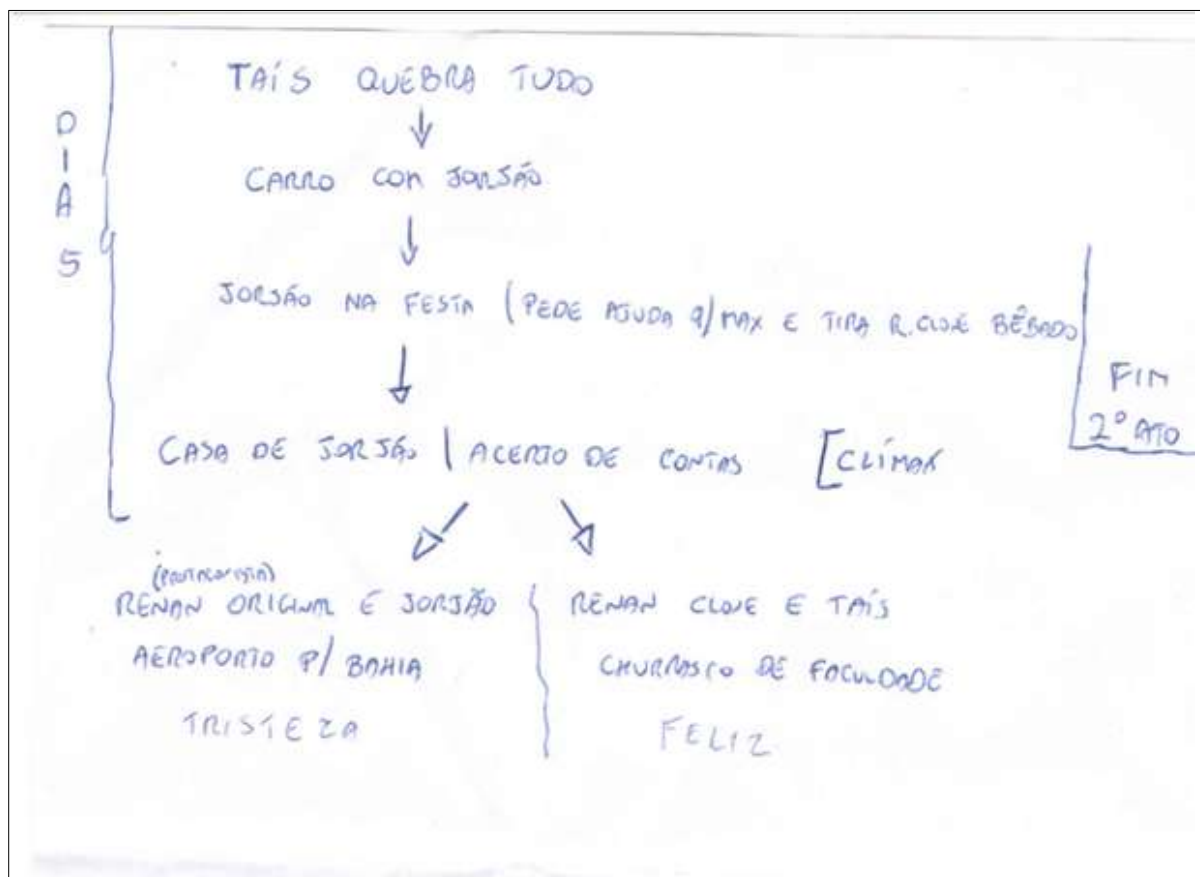 DIA 5
TAÍS QUEBRA TUDO
CARRO COM JORJÃO
JORJÃO NA FESTA (PEDE AJUDA P/ MAX E TIRA R. CLONE BÊBADO
FIM
2º ATO
CASA DE JORJÃO | ACERTO DE CONTAS [CLÍMAX
(PROTAGONISTA)
RENAN ORIGINAL E JORJÃO
AEROPORTO P/ BAHIA
TRISTEZA
RENAN CLONE E TAÍS
CHURRASCO DE FACULDADE
FELIZ